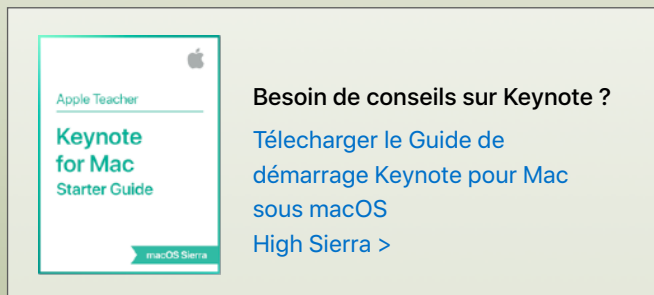 Apple Teacher
Keynote
for Mac
Starter Guide
macOS Sierra
Besoin de conseils sur Keynote ?
Télecharger le Guide de
démarrage Keynote pour Mac
sous macOS
High Sierra >